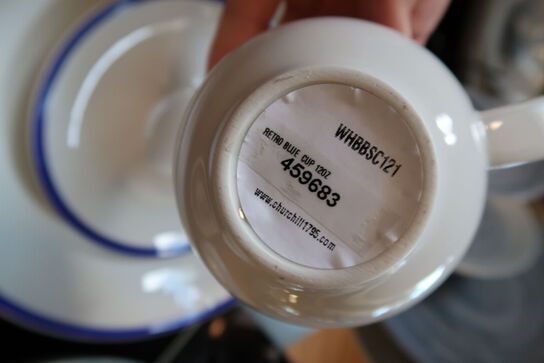 WHBBSC121
RETRO BLUE CUP 12OZ
459683
www.churchill1795.com